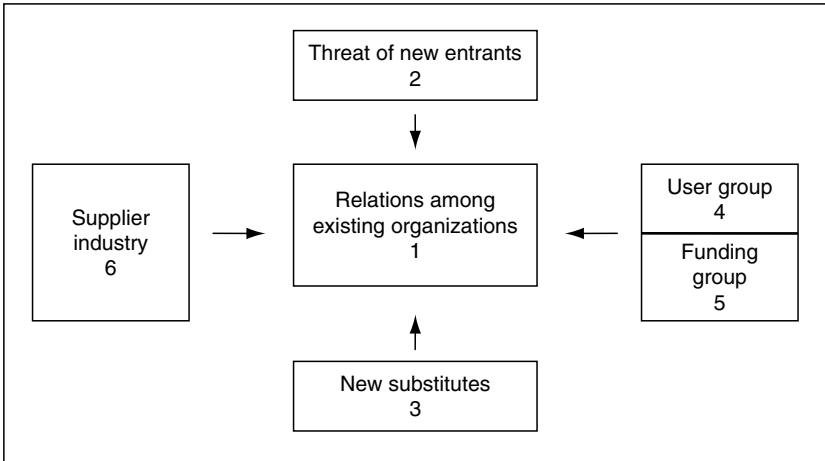 Threat of new entrants
2
Supplier
industry
6
Relations among
existing organizations
1
User group
4
Funding
group
5
New substitutes
3